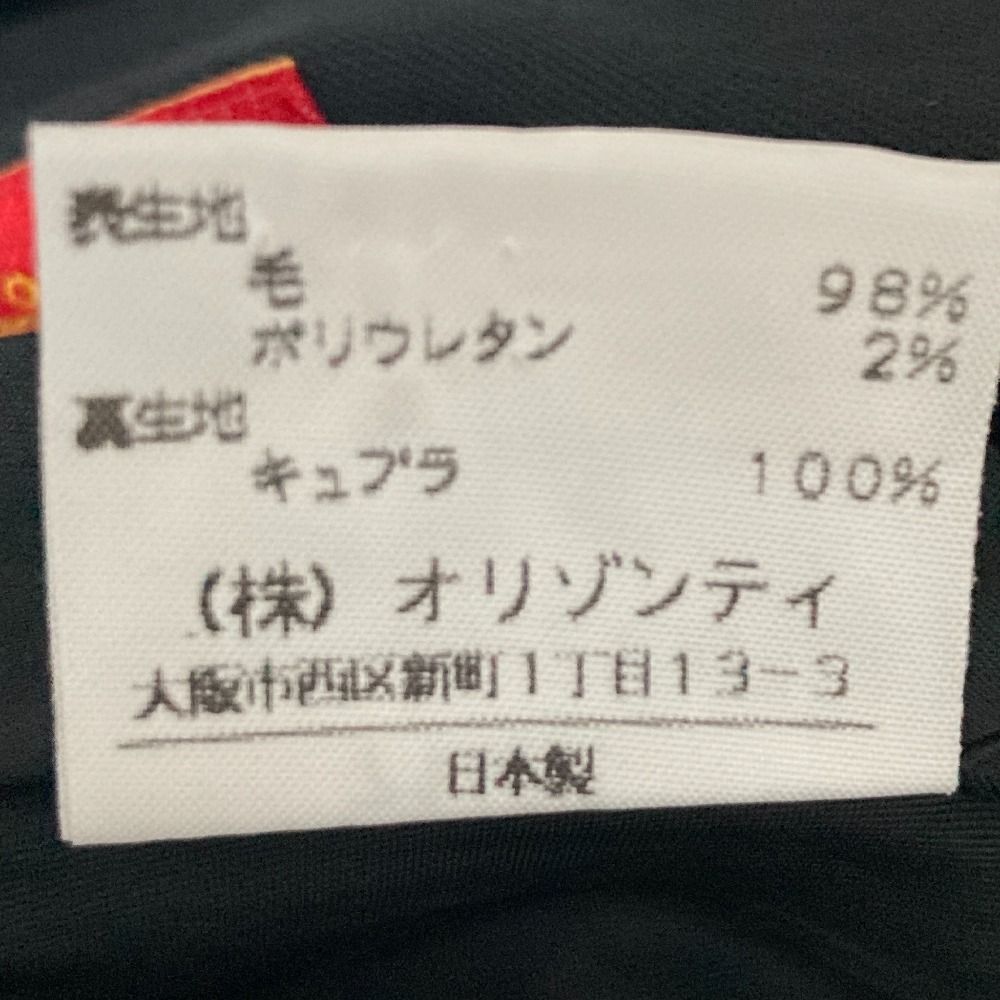 表生地
毛 98%
ポリウレタン 2%
裏生地
キュプラ 100%
(株) オリゾンティ
大阪市西区新町1丁目13-3
日本製